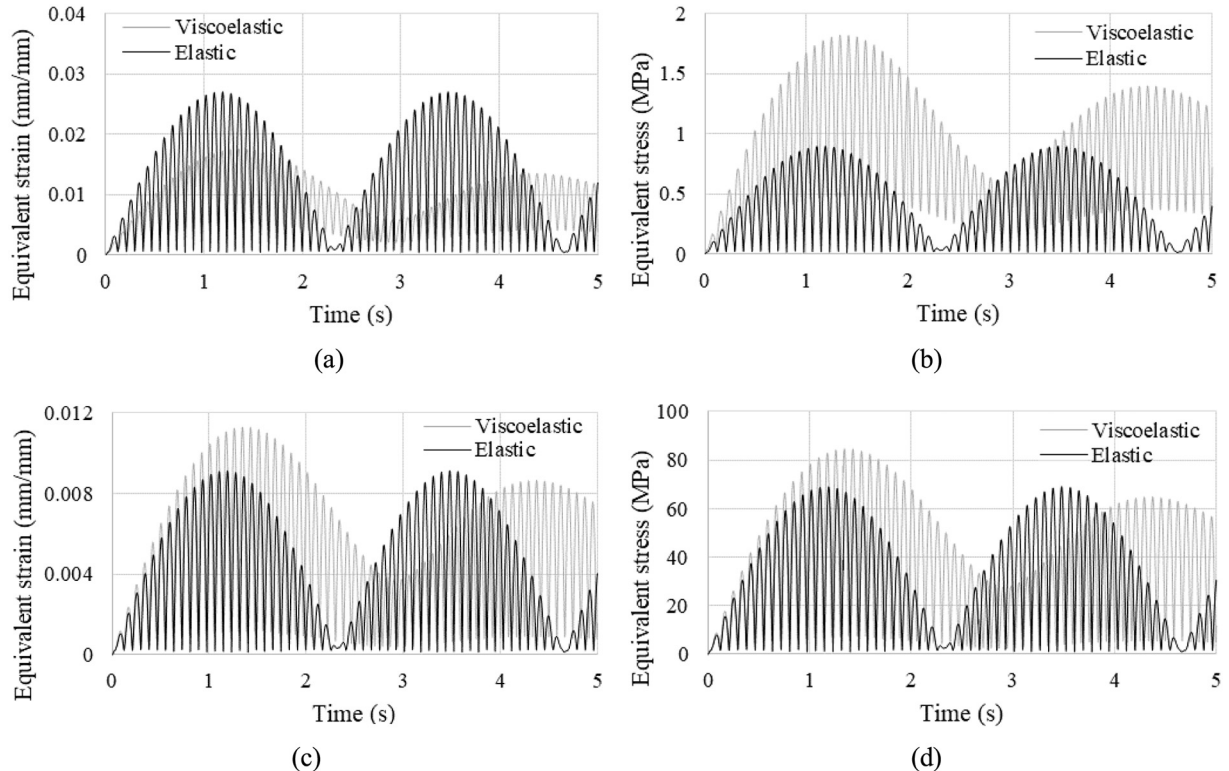 Equivalent strain (mm/mm)
0.04
0.03
0.02
0.01
0
Viscoelastic
Elastic
0 1 2 3 4 5
Time (s)
(a)
Equivalent stress (MPa)
2
1.5
1
0.5
0
Viscoelastic
Elastic
0 1 2 3 4 5
Time (s)
(b)
Equivalent strain (mm/mm)
0.012
0.008
0.004
0
Viscoelastic
Elastic
0 1 2 3 4 5
Time (s)
(c)
Equivalent stress (MPa)
100
80
60
40
20
0
Viscoelastic
Elastic
0 1 2 3 4 5
Time (s)
(d)